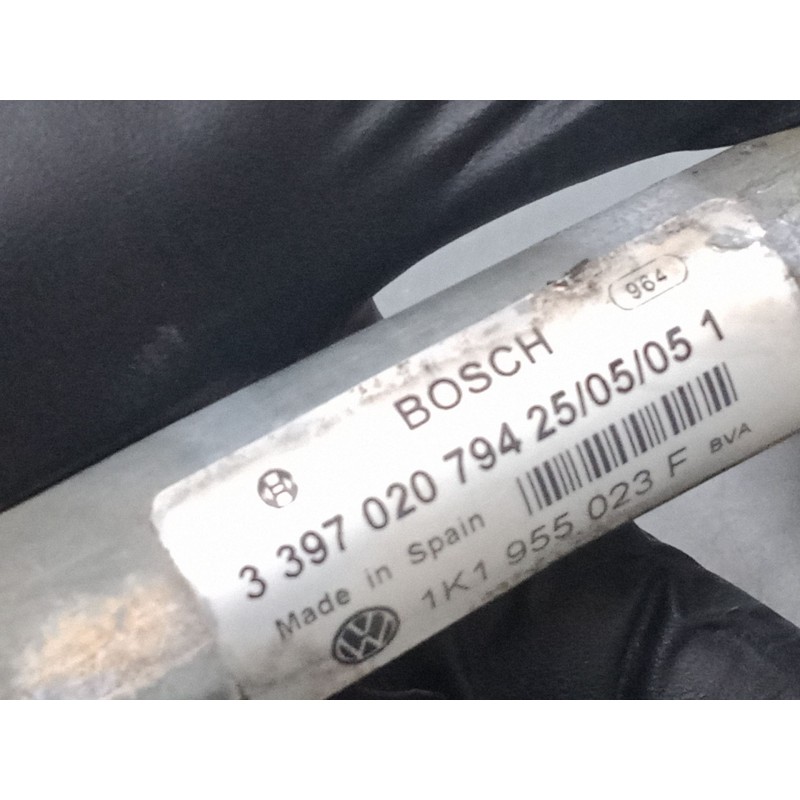 964
BOSCH
3 397 020 794 25/05/05 1
Made in Spain
1K1 955 023 F BVA